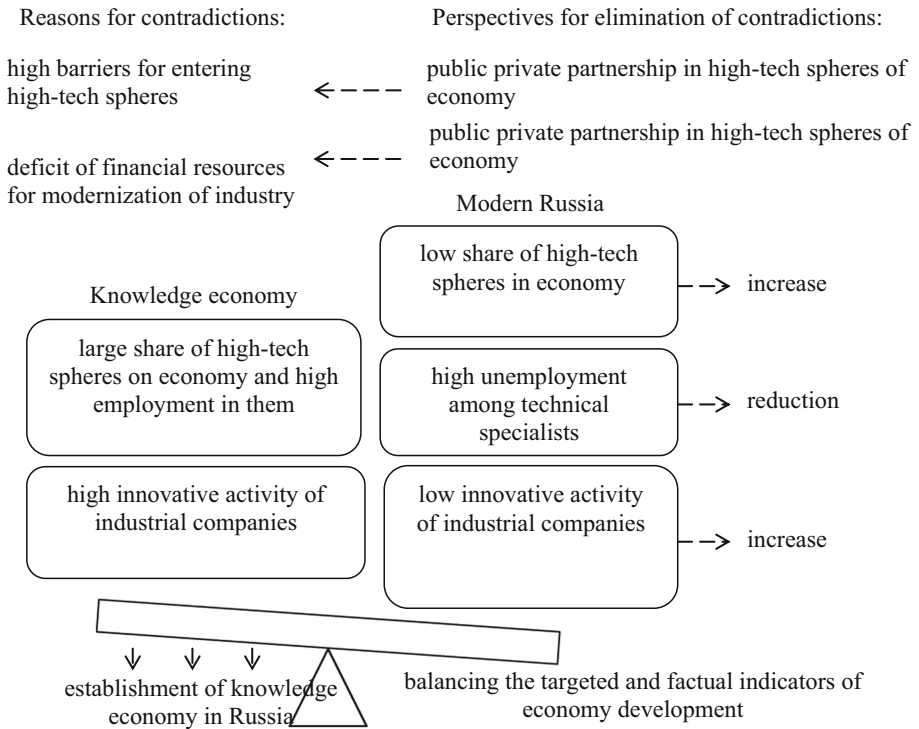 Reasons for contradictions:
Perspectives for elimination of contradictions:
high barriers for entering
high-tech spheres
public private partnership in high-tech spheres of
economy
deficit of financial resources
for modernization of industry
public private partnership in high-tech spheres of
economy
Knowledge economy
large share of high-tech
spheres on economy and high
employment in them
high innovative activity of
industrial companies
Modern Russia
low share of high-tech
spheres in economy
increase
high unemployment
among technical
specialists
reduction
low innovative activity
of industrial companies
increase
establishment of knowledge
economy in Russia
balancing the targeted and factual indicators of
economy development